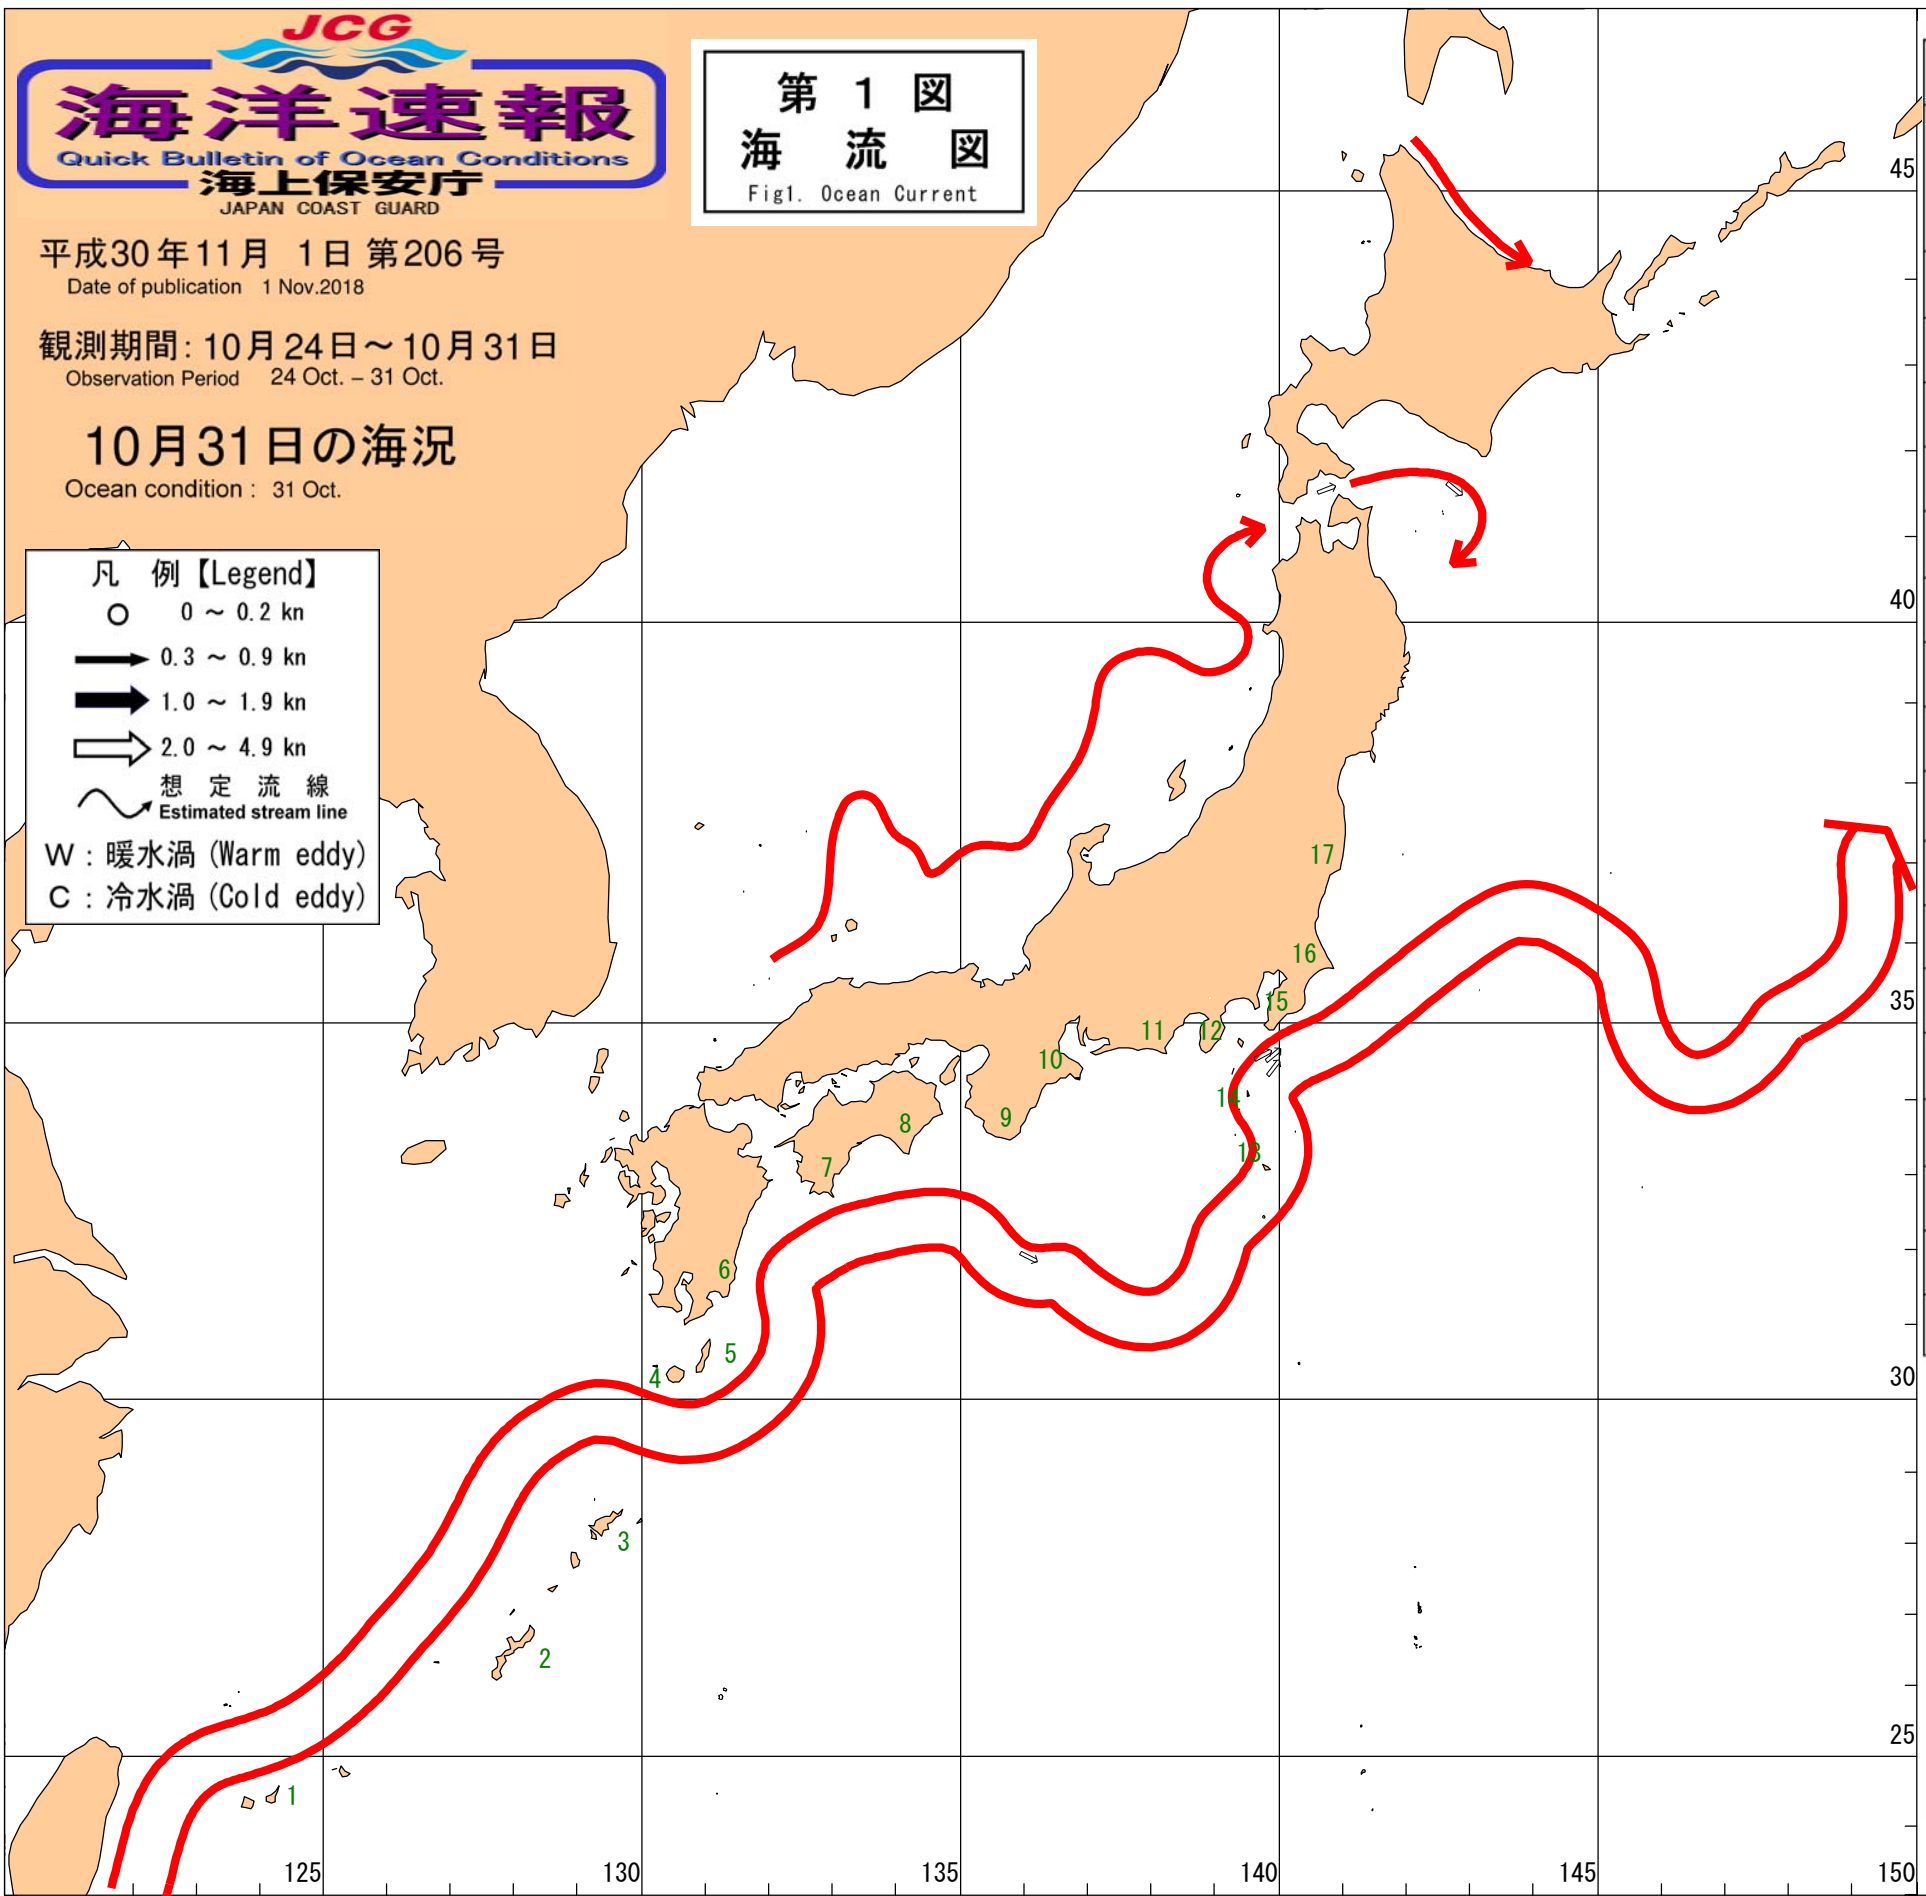 JCG
海洋速報
Quick Bulletin of Ocean Conditions
海上保安庁
JAPAN COAST GUARD
平成30年11月 1日 第206号
Date of publication 1 Nov.2018
観測期間: 10月24日～10月31日
Observation Period 24 Oct. – 31 Oct.
10月31日の海況
Ocean condition : 31 Oct.
第 1 図
海 流 図
Fig1. Ocean Current
凡 例【Legend】
0 ～ 0.2 kn
0.3 ～ 0.9 kn
1.0 ～ 1.9 kn
2.0 ～ 4.9 kn
想 定 流 線
Estimated stream line
W : 暖水渦 (Warm eddy)
C : 冷水渦 (Cold eddy)
45
40
35
30
25
17
16
15
11
12
10
14
9
8
13
7
6
5
4
3
2
1
125
130
135
140
145
150